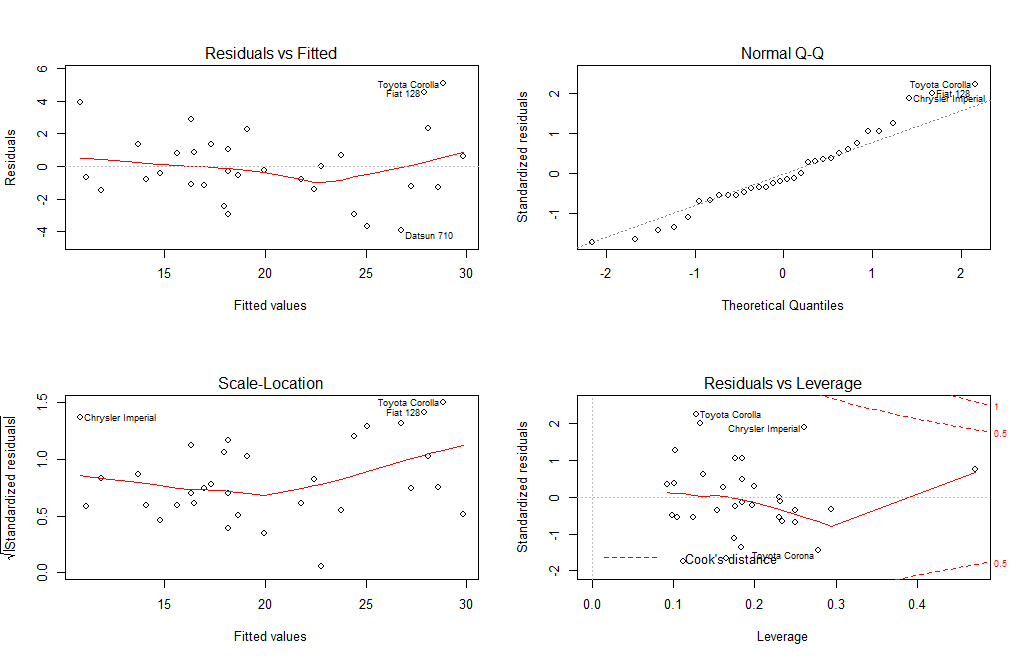 Residuals vs Fitted
Residuals
6
4
2
0
-2
-4
Toyota Corolla
Fiat 128
Datsun 710
15 20 25 30
Fitted values
Normal Q-Q
Standardized residuals
2
1
0
-1
Toyota Corolla
Fiat 128
Chrysler Imperial
-2 -1 0 1 2
Theoretical Quantiles
Scale-Location
√|Standardized residuals|
1.5
1.0
0.5
0.0
Chrysler Imperial
Toyota Corolla
Fiat 128
15 20 25 30
Fitted values
Residuals vs Leverage
Standardized residuals
2
1
0
-1
-2
Toyota Corolla
Chrysler Imperial
Toyota Corona
Cook's distance
1
0.5
0.5
0.0 0.1 0.2 0.3 0.4
Leverage